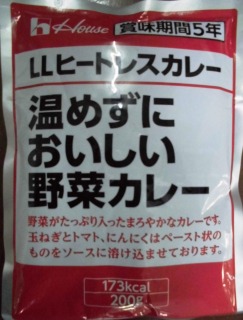 House 賞味期間5年
LLヒートレスカレー
温めずに
おいしい
野菜カレー
野菜がたっぷり入ったまろやかなカレーです。
玉ねぎとトマト、にんにくはペースト状の
ものをソースに溶け込ませております。
173kcal
200g